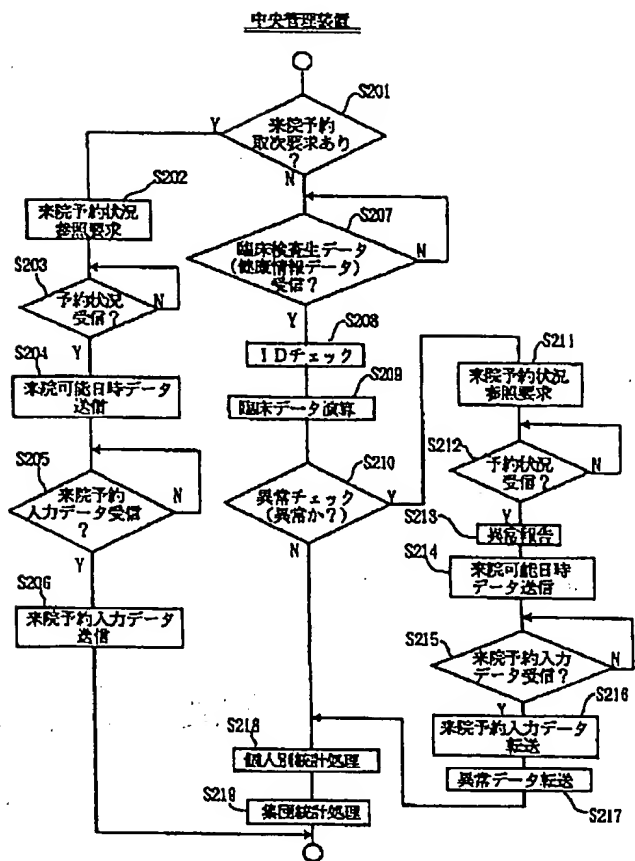 中央管理装置
S201
来院予約
取次要求あり
?
Y
N
S202
来院予約状況
参照要求
S203
予約状況
受信?
N
Y
S204
来院可能日時データ
送信
S205
来院予約
入力データ受信
?
N
Y
S206
来院予約入力データ
送信
S207
臨床検査生データ
(健康情報データ)
受信?
N
Y
S208
IDチェック
S209
臨床データ演算
S210
異常チェック
(異常か?)
Y
N
S211
来院予約状況
参照要求
S212
予約状況
受信?
N
Y
S213
異常報告
S214
来院可能日時
データ送信
S215
来院予約入力
データ受信?
N
Y
S216
来院予約入力データ
転送
異常データ転送
S217
S218
個人別統計処理
S219
集団統計処理